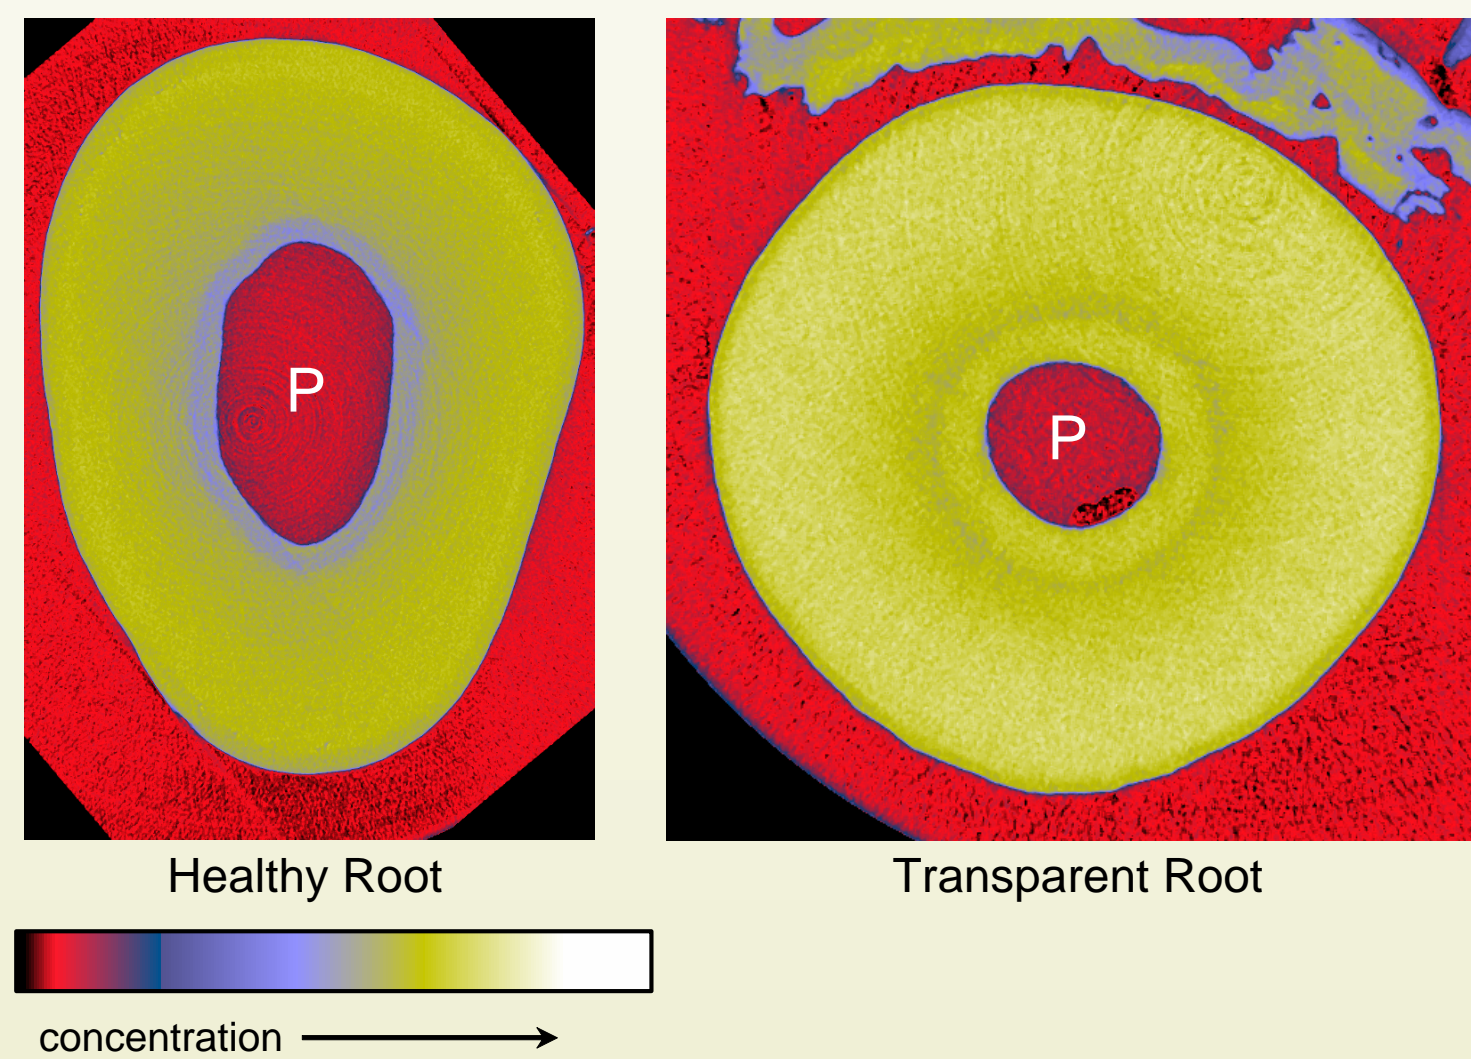 P
P
Healthy Root
Transparent Root
concentration